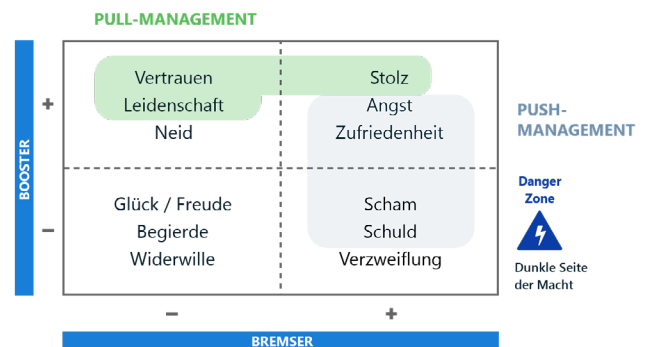 PULL-MANAGEMENT
BOOSTER
+
Vertrauen
Leidenschaft
Neid
Stolz
Angst
Zufriedenheit
PUSH-
MANAGEMENT
−
Glück / Freude
Begierde
Widerwille
Scham
Schuld
Verzweiflung
Danger
Zone
Dunkle Seite
der Macht
−
+
BREMSER